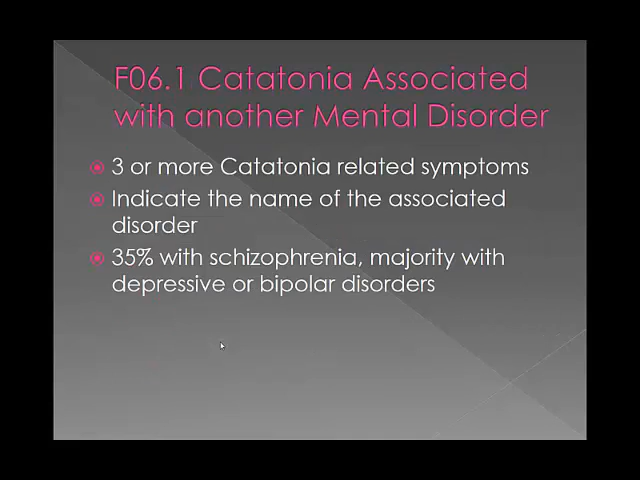 F06.1 Catatonia Associated
with another Mental Disorder
3 or more Catatonia related symptoms
Indicate the name of the associated
disorder
35% with schizophrenia, majority with
depressive or bipolar disorders